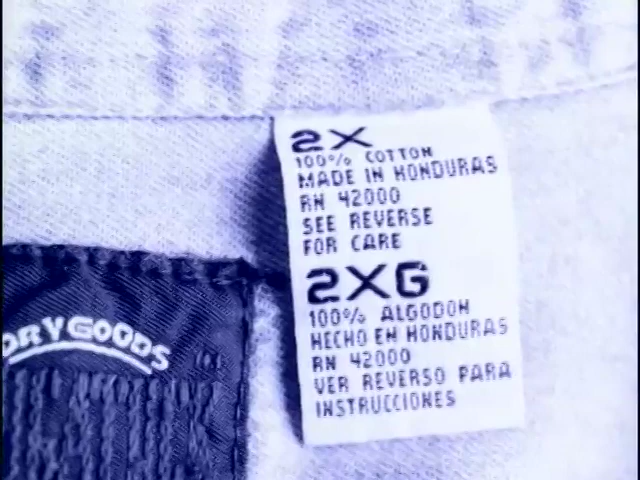 2X
100% COTTON
MADE IN HONDURAS
RN 42000
SEE REVERSE
FOR CARE
2XG
100% ALGODON
HECHO EN HONDURAS
RN 42000
VER REVERSO PARA
INSTRUCCIONES
DRYGOODS